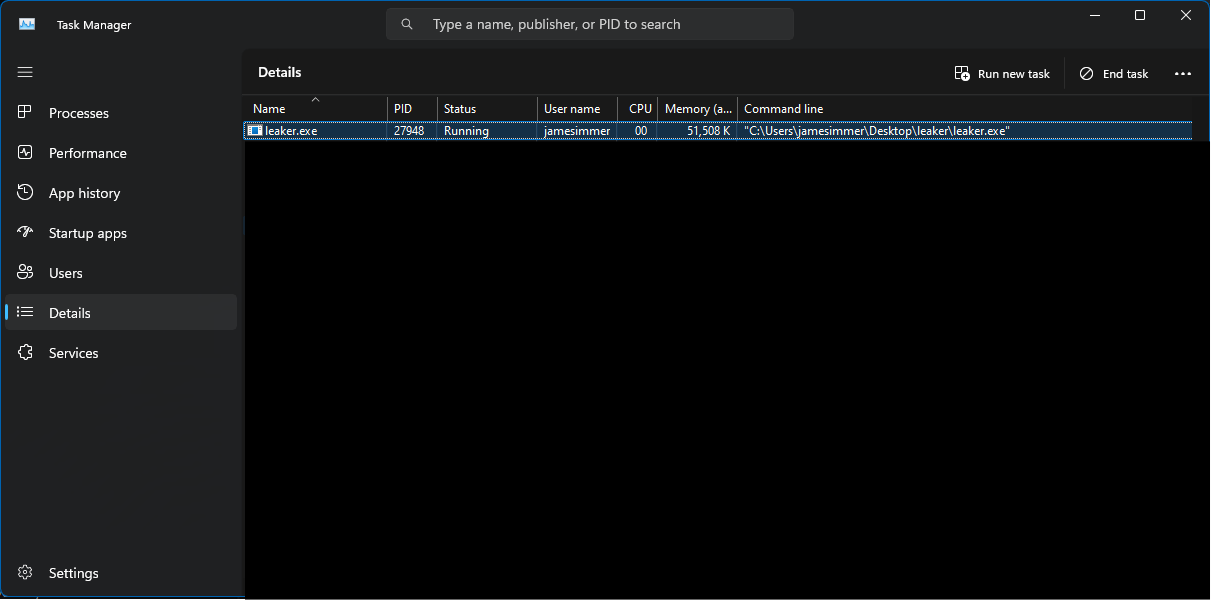 Task Manager
Type a name, publisher, or PID to search
Details
Run new task
End task
Processes
Performance
App history
Startup apps
Users
Details
Services
Settings
Name PID Status User name CPU Memory (a... Command line
leaker.exe 27948 Running jamesimmer 00 51,508 K "C:\Users\jamesimmer\Desktop\leaker\leaker.exe"